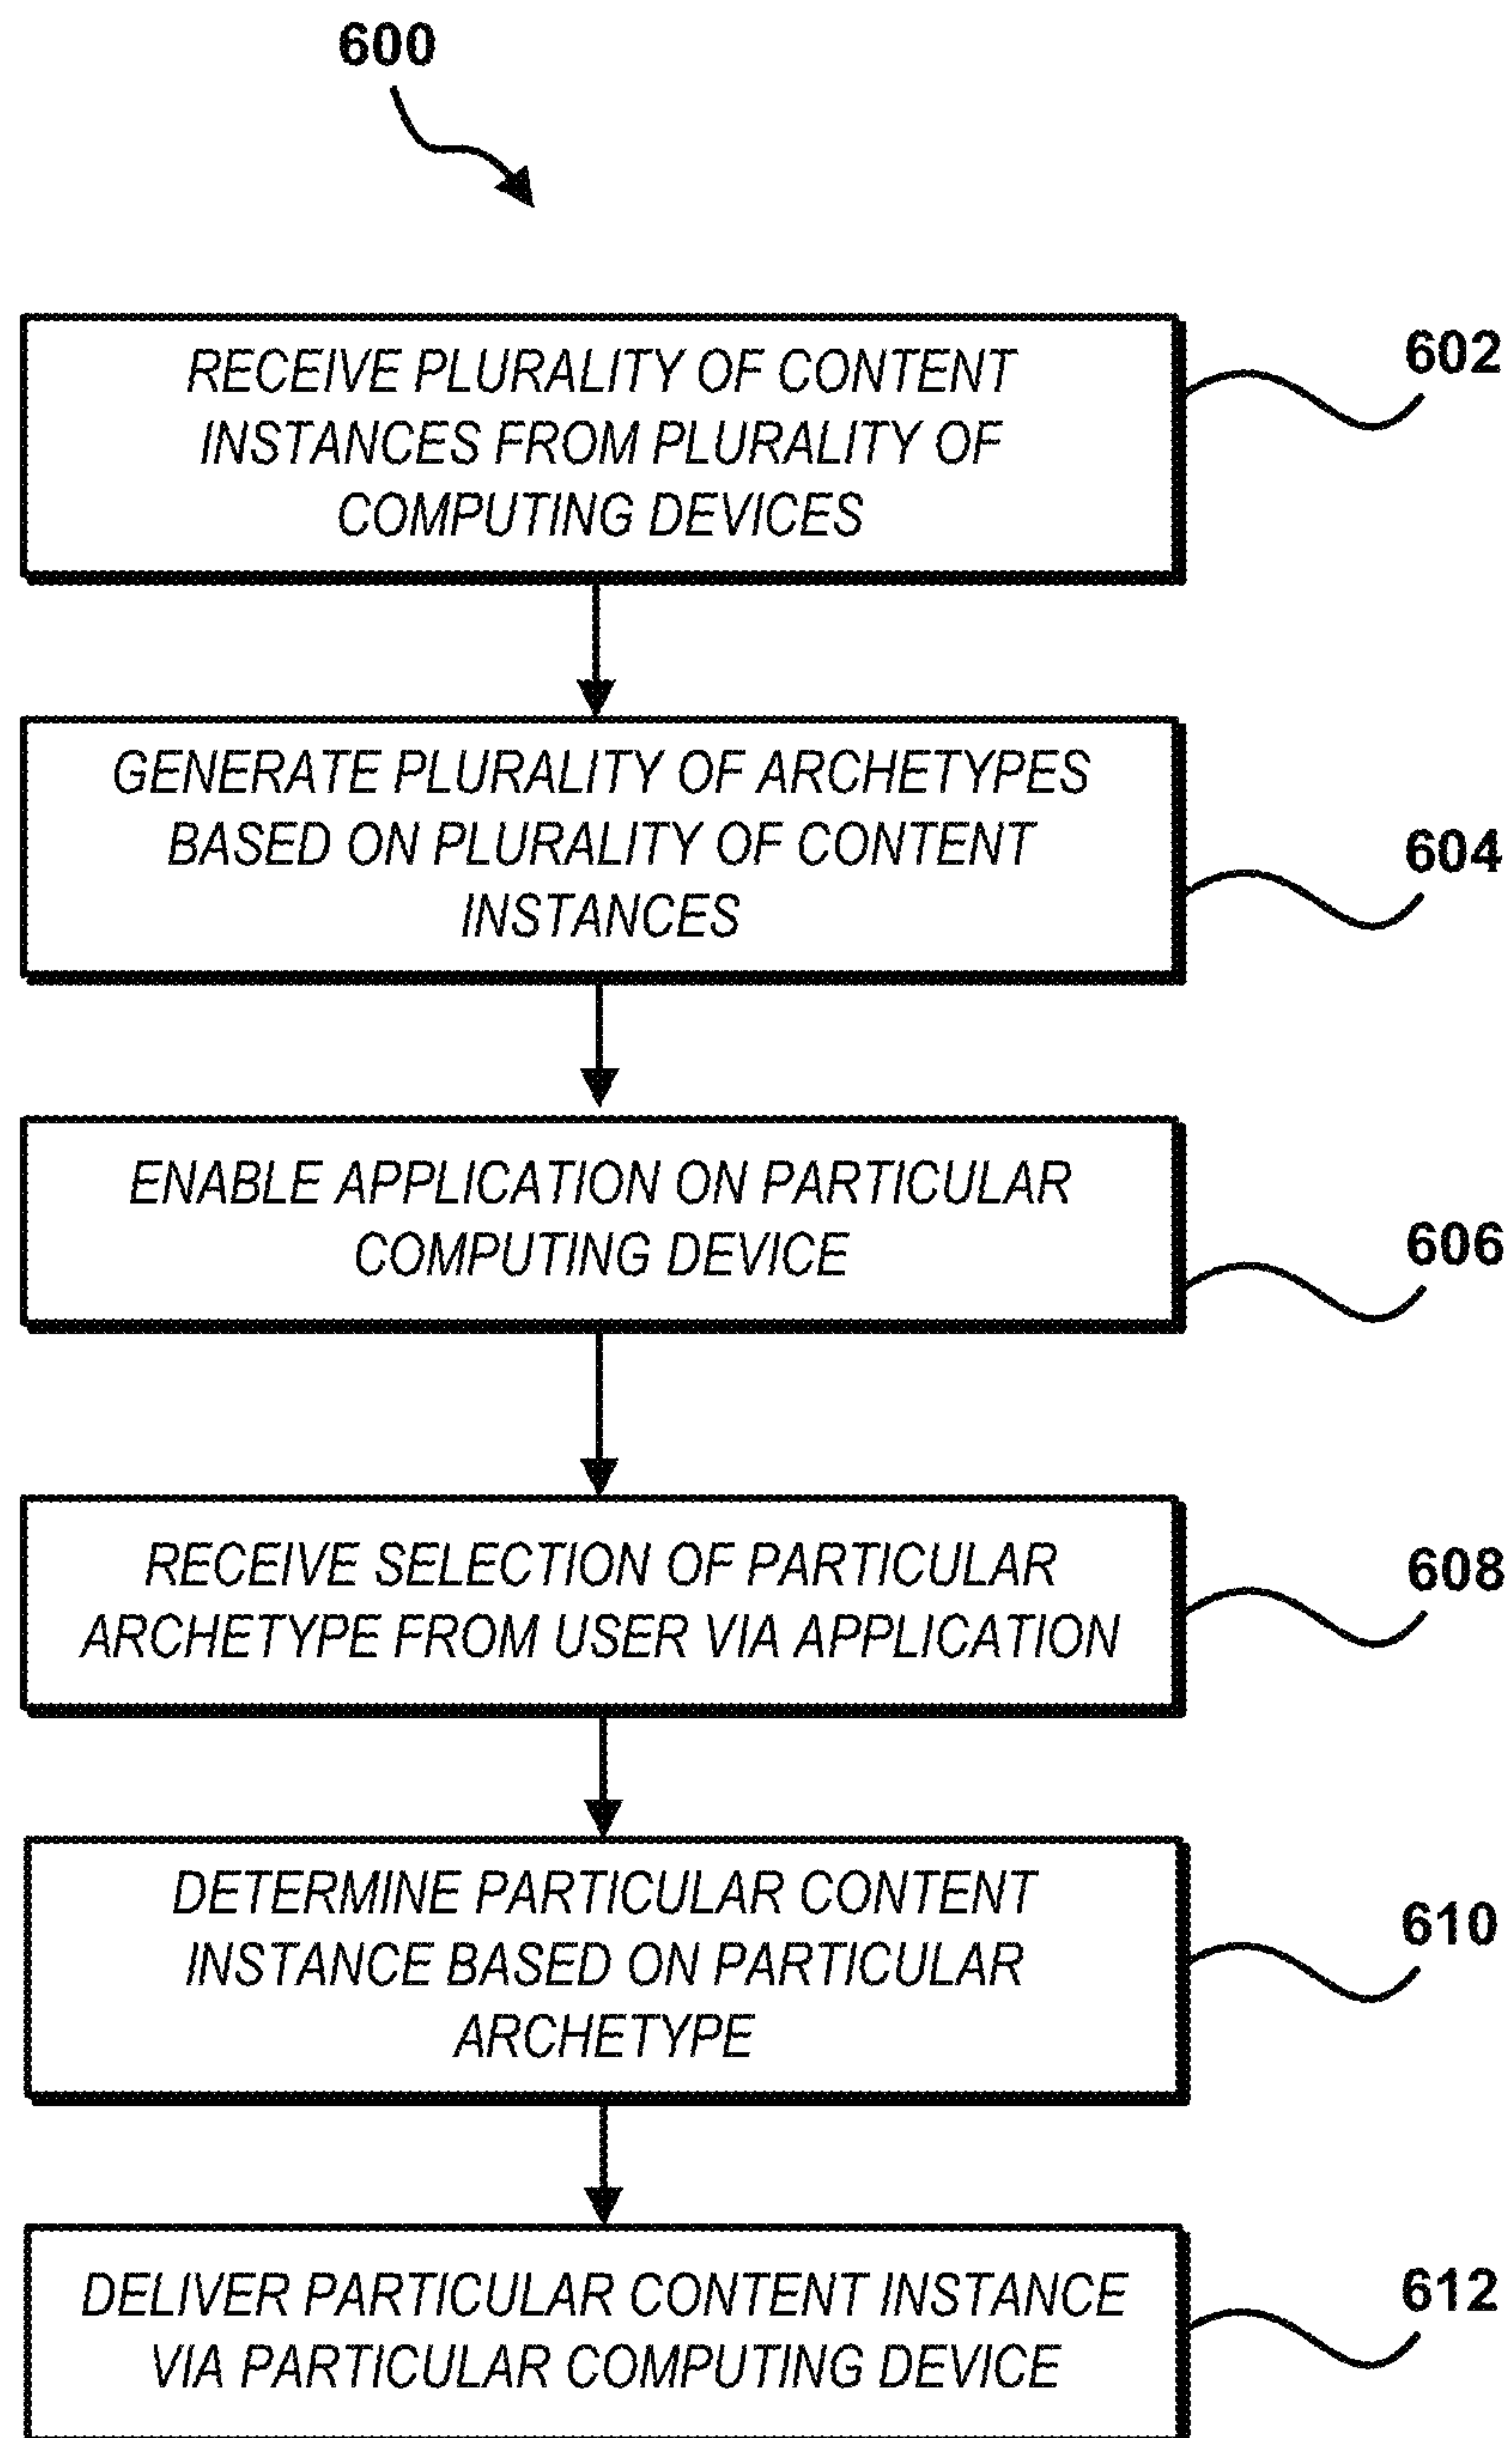 600
RECEIVE PLURALITY OF CONTENT
INSTANCES FROM PLURALITY OF
COMPUTING DEVICES
602
GENERATE PLURALITY OF ARCHETYPES
BASED ON PLURALITY OF CONTENT
INSTANCES
604
ENABLE APPLICATION ON PARTICULAR
COMPUTING DEVICE
606
RECEIVE SELECTION OF PARTICULAR
ARCHETYPE FROM USER VIA APPLICATION
608
DETERMINE PARTICULAR CONTENT
INSTANCE BASED ON PARTICULAR
ARCHETYPE
610
DELIVER PARTICULAR CONTENT INSTANCE
VIA PARTICULAR COMPUTING DEVICE
612